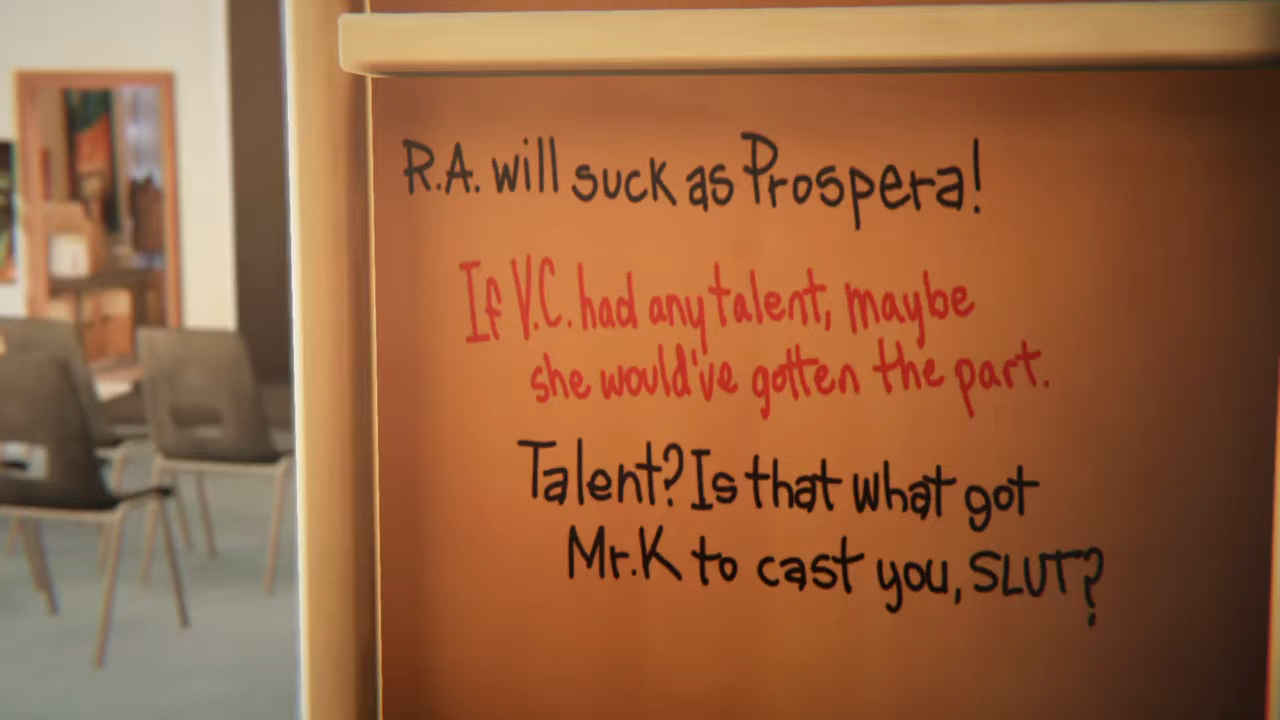 R.A. will suck as Prospera!
If V.C. had any talent, maybe
she would've gotten the part.
Talent? Is that what got
Mr.K to cast you, SLUT?